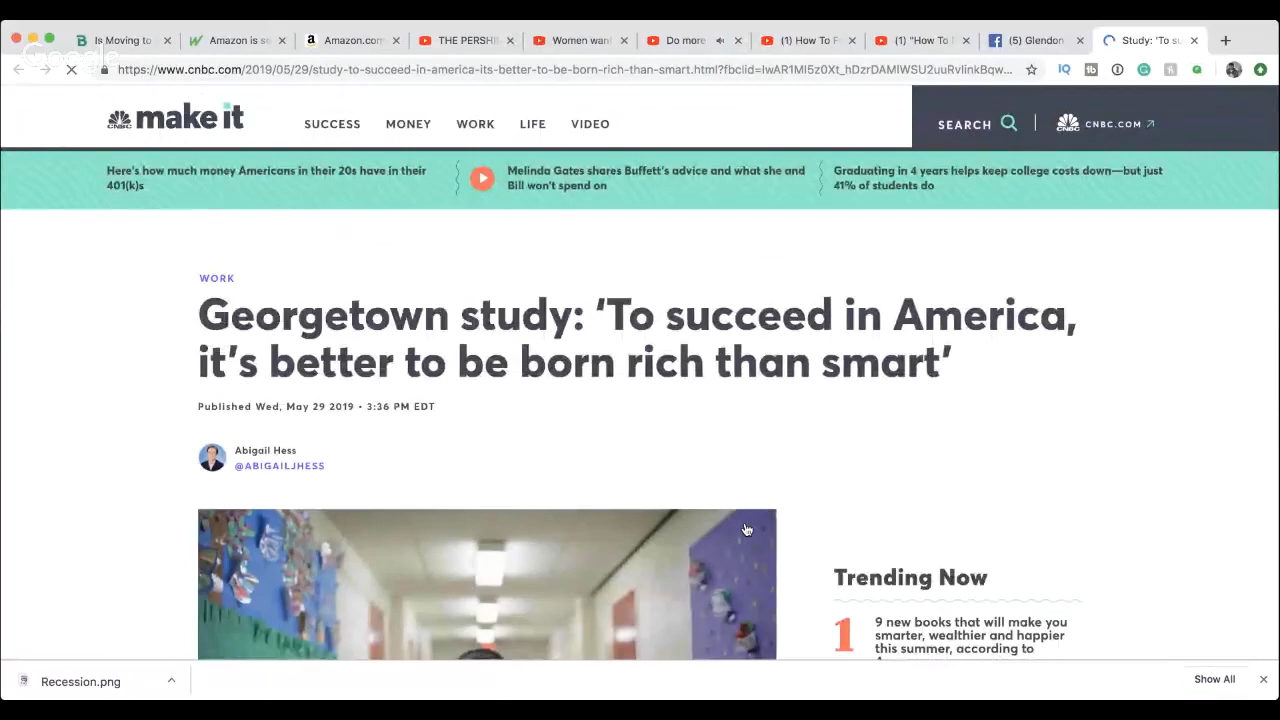 Google
Is Moving to
Amazon is se
Amazon.com
THE PERSHI
Women want
Do more
(1) How To F
(1) "How To M
(5) Glendon
Study: 'To su
https://www.cnbc.com/2019/05/29/study-to-succeed-in-america-its-better-to-be-born-rich-than-smart.html?fbclid=IwAR1MI5z0Xt_hDzrDAMlWSU2uuRvlinkBqw...
CNBC make it
SUCCESS
MONEY
WORK
LIFE
VIDEO
SEARCH
CNBC.COM
Here's how much money Americans in their 20s have in their
401(k)s
Melinda Gates shares Buffett's advice and what she and
Bill won't spend on
Graduating in 4 years helps keep college costs down—but just
41% of students do
WORK
Georgetown study: 'To succeed in America,
it's better to be born rich than smart'
Published Wed, May 29 2019 • 3:36 PM EDT
Abigail Hess
@ABIGAILJHESS
Trending Now
1
9 new books that will make you
smarter, wealthier and happier
this summer, according to
Recession.png
Show All